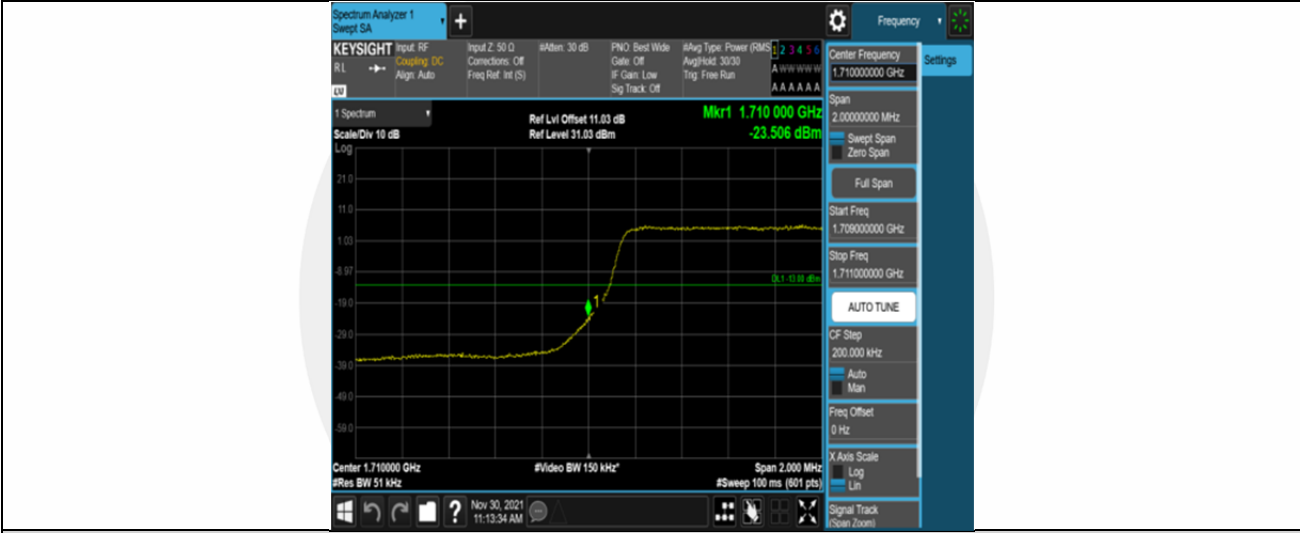 Spectrum Analyzer 1
Swept SA
+
Frequency
KEYSIGHT
R L
Input: RF
Coupling: DC
Align: Auto
Input Z: 50 Ω
Corrections: Off
Freq Ref: Int (S)
#Atten: 30 dB
PNO: Best Wide
Gate: Off
IF Gain: Low
Sig Track: Off
#Avg Type: Power (RMS
Avg|Hold: 30/30
Trig: Free Run
1 2 3 4 5 6
A W W W W W
A A A A A A
1 Spectrum
Scale/Div 10 dB
Log
Ref Lvl Offset 11.03 dB
Ref Level 31.03 dBm
Mkr1 1.710 000 GHz
-23.506 dBm
21.0
11.0
1.03
-8.97
-19.0
-29.0
-39.0
-49.0
-59.0
DL1 -13.00 dBm
1
Center 1.710000 GHz
#Res BW 51 kHz
#Video BW 150 kHz*
Span 2.000 MHz
#Sweep 100 ms (601 pts)
?
Nov 30, 2021
11:13:34 AM
Center Frequency
1.710000000 GHz
Settings
Span
2.00000000 MHz
Swept Span
Zero Span
Full Span
Start Freq
1.709000000 GHz
Stop Freq
1.711000000 GHz
AUTO TUNE
CF Step
200.000 kHz
Auto
Man
Freq Offset
0 Hz
X Axis Scale
Log
Lin
Signal Track
(Span Zoom)